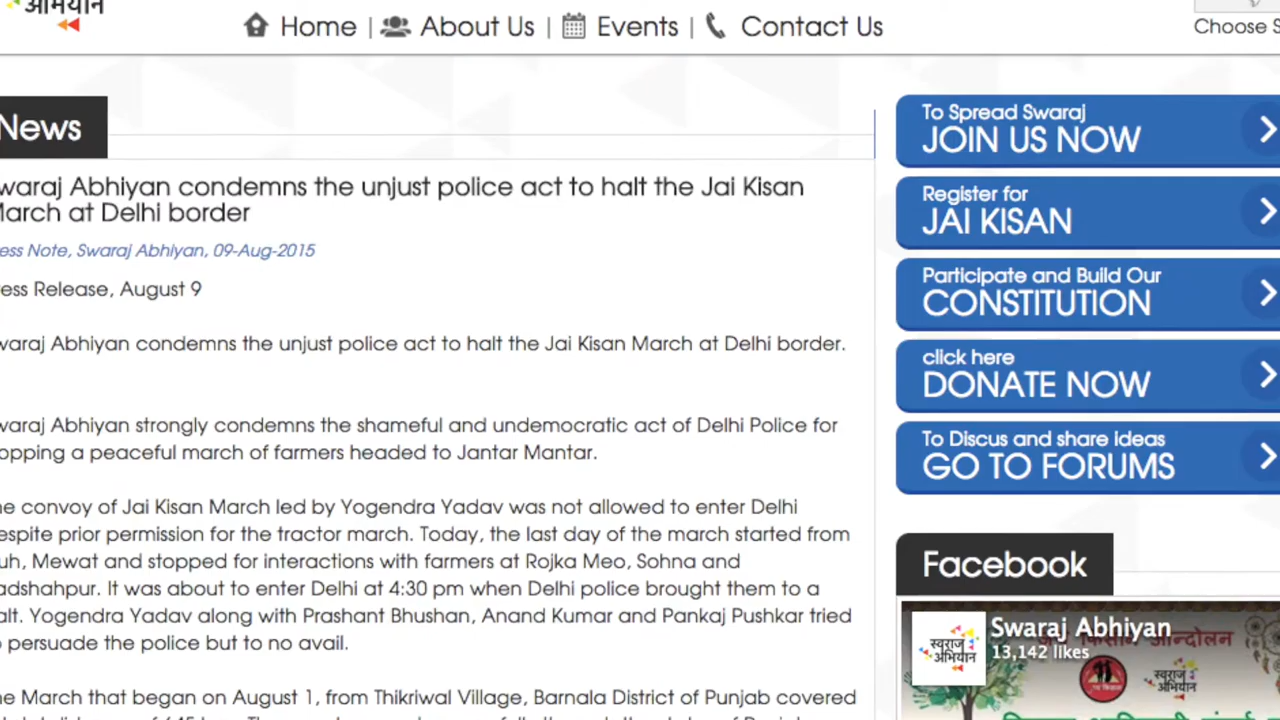 अभियान
Home | About Us | Events | Contact Us
Choose S
News
waraj Abhiyan condemns the unjust police act to halt the Jai Kisan
March at Delhi border
ess Note, Swaraj Abhiyan, 09-Aug-2015
ess Release, August 9
waraj Abhiyan condemns the unjust police act to halt the Jai Kisan March at Delhi border.
waraj Abhiyan strongly condemns the shameful and undemocratic act of Delhi Police for
opping a peaceful march of farmers headed to Jantar Mantar.
he convoy of Jai Kisan March led by Yogendra Yadav was not allowed to enter Delhi
espite prior permission for the tractor march. Today, the last day of the march started from
uh, Mewat and stopped for interactions with farmers at Rojka Meo, Sohna and
adshahpur. It was about to enter Delhi at 4:30 pm when Delhi police brought them to a
alt. Yogendra Yadav along with Prashant Bhushan, Anand Kumar and Pankaj Pushkar tried
o persuade the police but to no avail.
he March that began on August 1, from Thikriwal Village, Barnala District of Punjab covered
To Spread Swaraj
JOIN US NOW
Register for
JAI KISAN
Participate and Build Our
CONSTITUTION
click here
DONATE NOW
To Discus and share ideas
GO TO FORUMS
Facebook
Swaraj Abhiyan
13,142 likes
स्वराज
अभियान
जय किसान आन्दोलन
स्वराज
अभियान